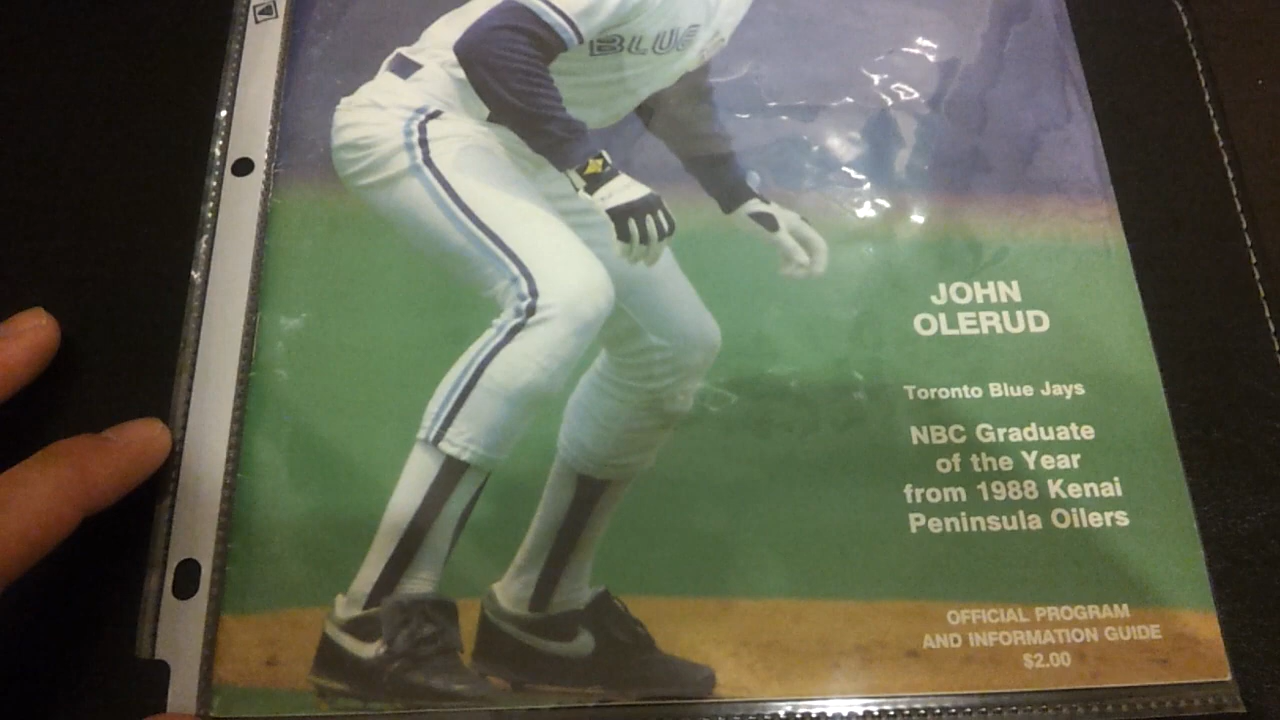 BLUE
JOHN
OLERUD
Toronto Blue Jays
NBC Graduate
of the Year
from 1988 Kenai
Peninsula Oilers
OFFICIAL PROGRAM
AND INFORMATION GUIDE
$2.00